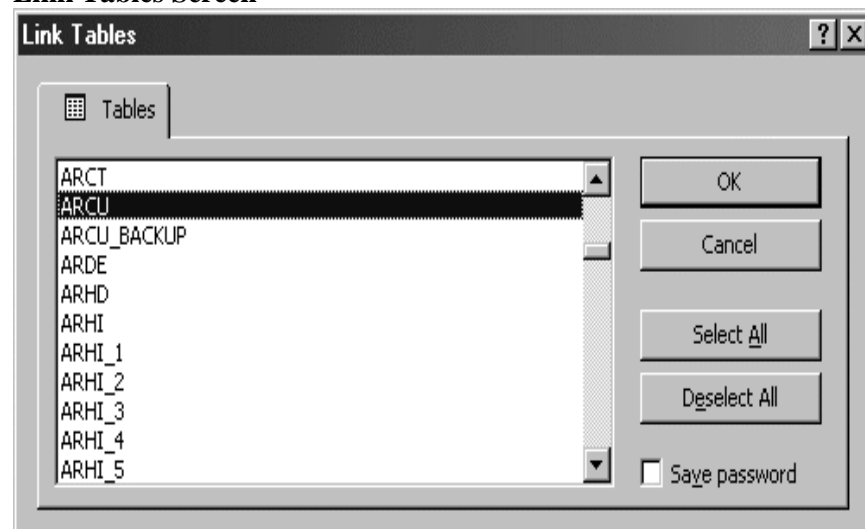 Link Tables Screen
Link Tables
Tables
ARCT
ARCU
ARCU_BACKUP
ARDE
ARHD
ARHI
ARHI_1
ARHI_2
ARHI_3
ARHI_4
ARHI_5
OK
Cancel
Select All
Deselect All
Save password